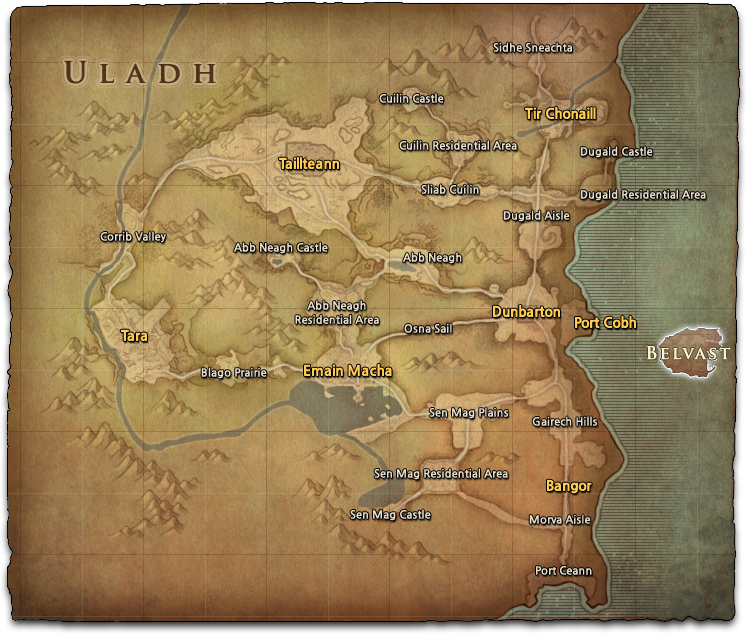 Sidhe Sneachta
ULADH
Cuilin Castle
Tir Chonaill
Cuilin Residential Area
Dugald Castle
Taillteann
Sliab Cuilin
Dugald Residential Area
Dugald Aisle
Corrib Valley
Abb Neagh Castle
Abb Neagh
Abb Neagh
Residential Area
Dunbarton
Port Cobh
Osna Sail
Tara
BELVAST
Blago Prairie
Emain Macha
Sen Mag Plains
Gairech Hills
Sen Mag Residential Area
Bangor
Sen Mag Castle
Morva Aisle
Port Ceann